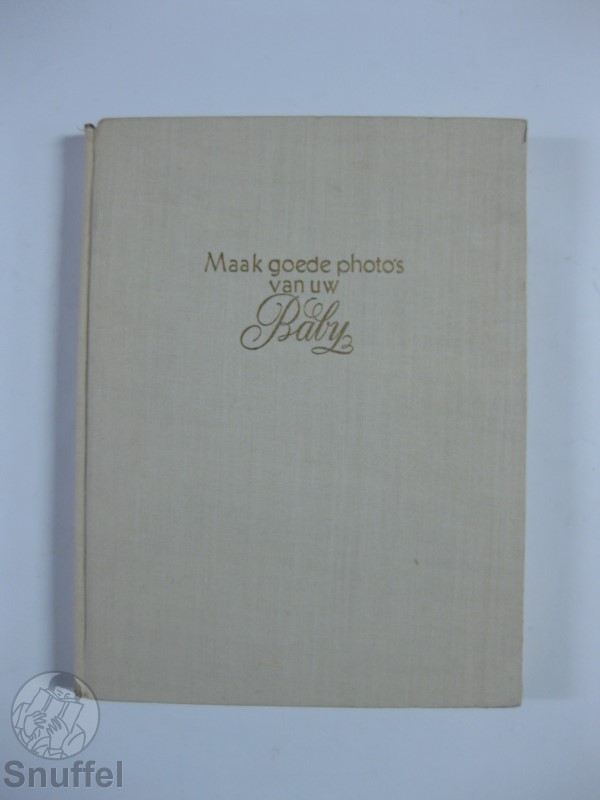 Maak goede photo's
van uw
Baby
Snuffel